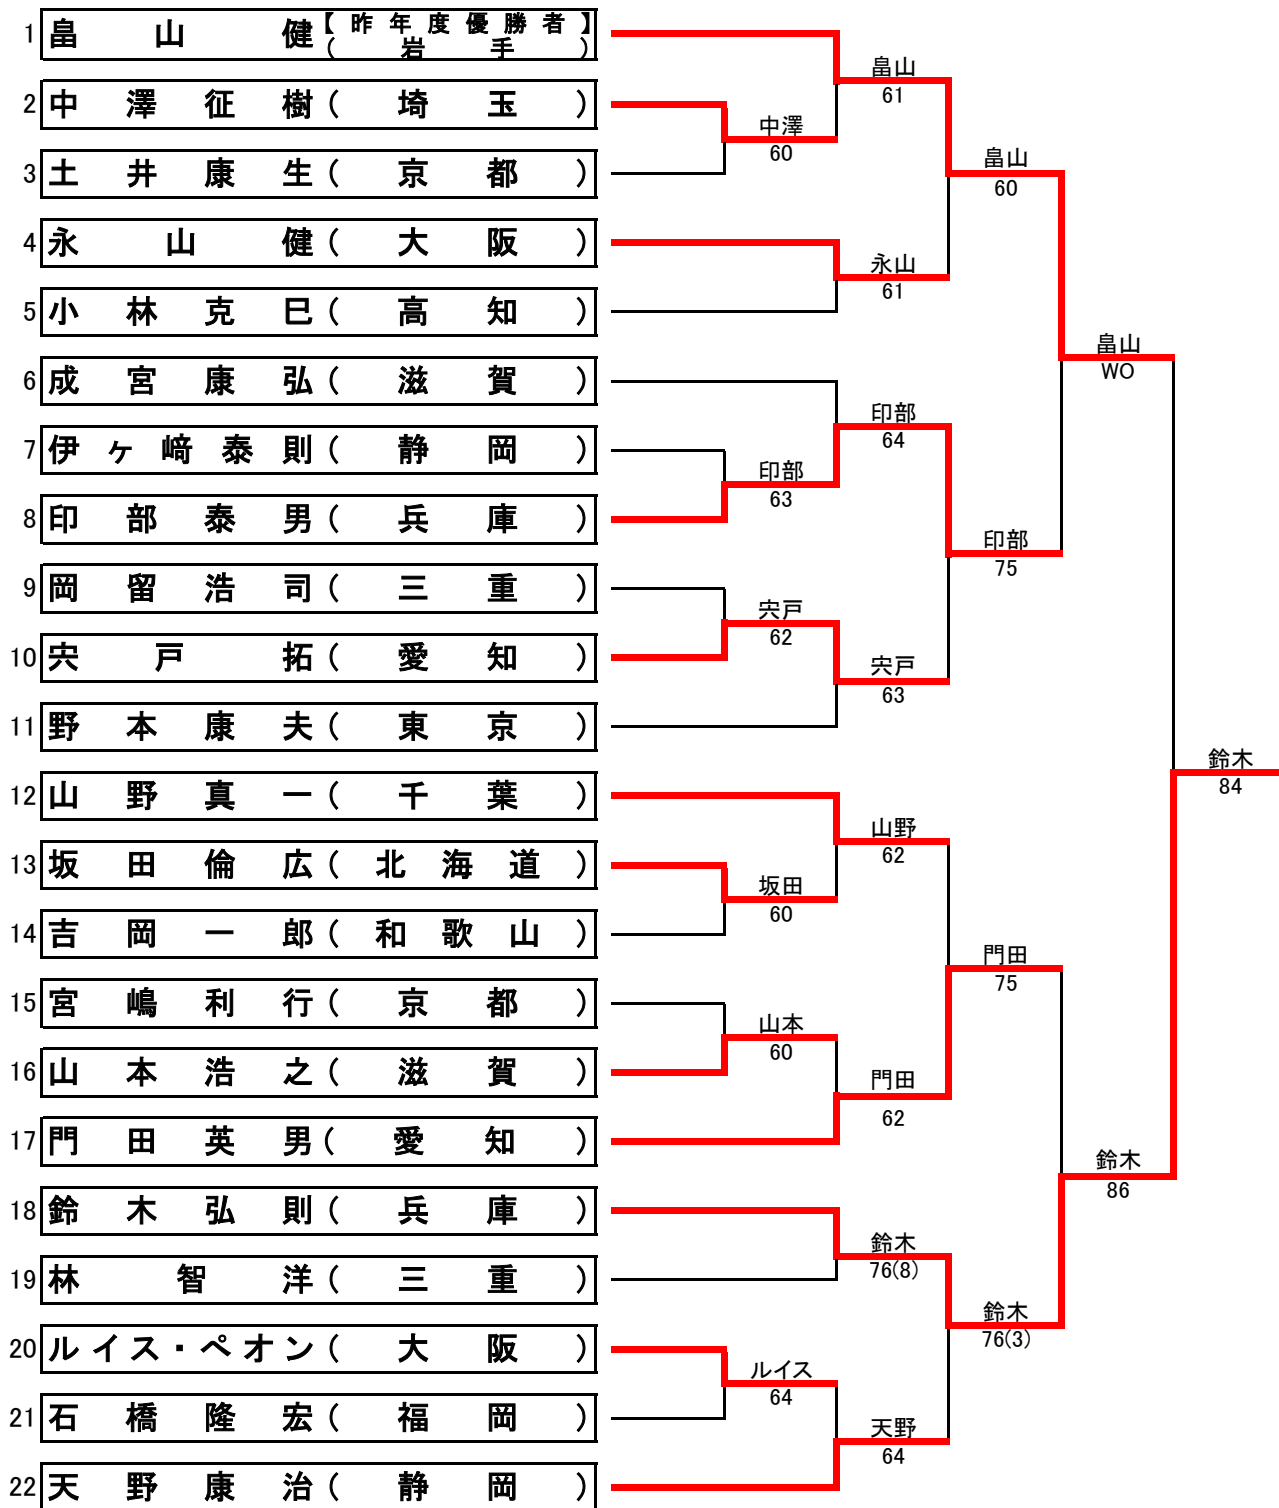 1 畠山健【昨年度優勝者】(岩手)
2 中澤征樹(埼玉)
3 土井康生(京都)
4 永山健(大阪)
5 小林克巳(高知)
6 成宮康弘(滋賀)
7 伊ヶ﨑泰則(静岡)
8 印部泰男(兵庫)
9 岡留浩司(三重)
10 宍戸拓(愛知)
11 野本康夫(東京)
12 山野真一(千葉)
13 坂田倫広(北海道)
14 吉岡一郎(和歌山)
15 宮嶋利行(京都)
16 山本浩之(滋賀)
17 門田英男(愛知)
18 鈴木弘則(兵庫)
19 林智洋(三重)
20 ルイス・ペオン(大阪)
21 石橋隆宏(福岡)
22 天野康治(静岡)
中澤
60
印部
63
宍戸
62
坂田
60
山本
60
ルイス
64
畠山
61
永山
61
印部
64
宍戸
63
山野
62
門田
62
鈴木
76(8)
天野
64
畠山
60
印部
75
門田
75
鈴木
76(3)
畠山
WO
鈴木
86
鈴木
84